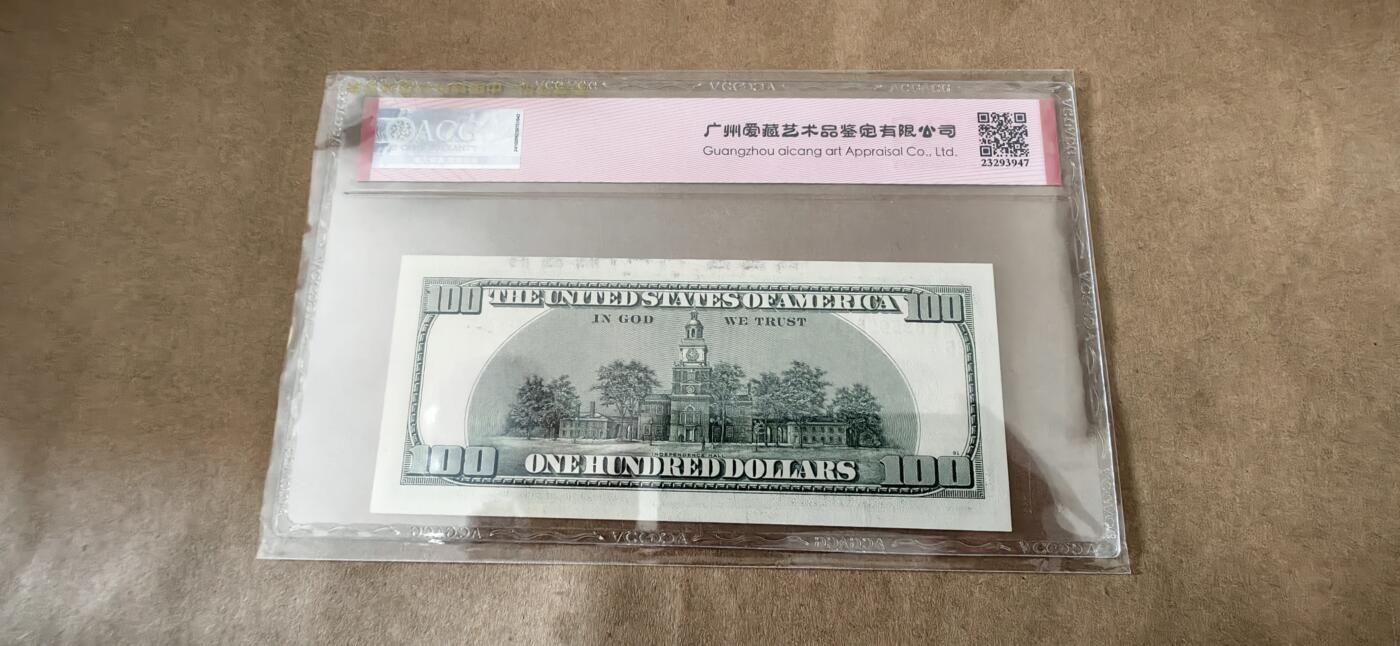 ACG
广州爱藏艺术品鉴定有限公司
Guangzhou aicang art Appraisal Co., Ltd.
23293947
100 THE UNITED STATES OF AMERICA 100
IN GOD WE TRUST
INDEPENDENCE HALL
100 ONE HUNDRED DOLLARS 100